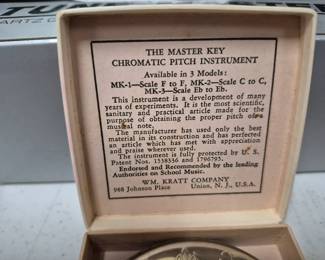 TUNE
QUARTZ
THE MASTER KEY
CHROMATIC PITCH INSTRUMENT
Available in 3 Models:
MK-1—Scale F to F, MK-2—Scale C to C,
MK-3—Scale Eb to Eb.
This instrument is a development of many
years of experiments. It is the most scientific,
sanitary and practical article made for the
purpose of obtaining the proper pitch of a
musical note.
The manufacturer has used only the best
material in its construction and has perfected
an article which has met with appreciation
and praise wherever used.
The instrument is fully protected by U. S.
Patent Nos. 1558336 and 1796793.
Endorsed and Recommended by the leading
Authorities on School Music.
WM. KRATT COMPANY
988 Johnson Place Union, N. J., U.S.A.